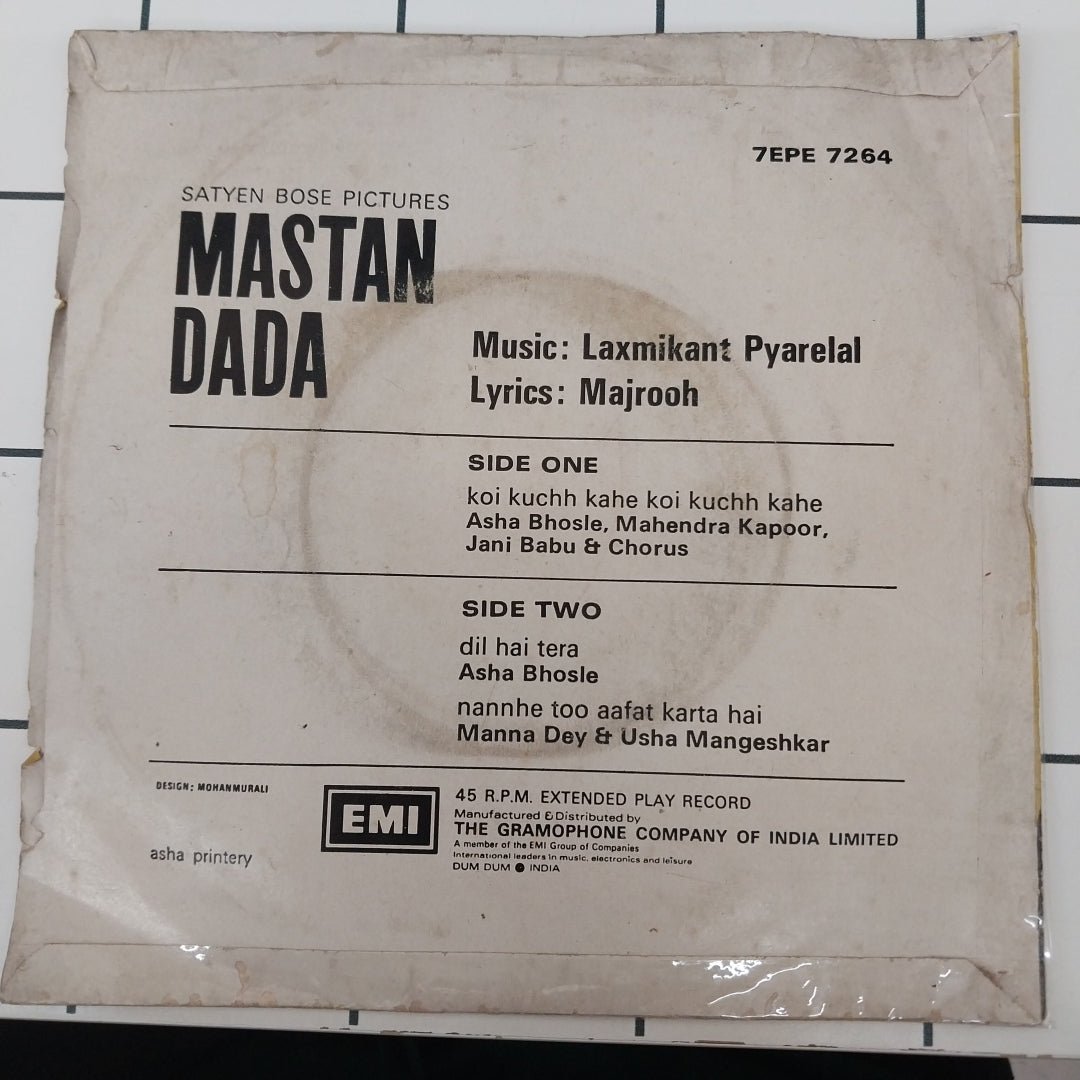 7EPE 7264
SATYEN BOSE PICTURES
MASTAN
DADA
Music: Laxmikant Pyarelal
Lyrics: Majrooh
SIDE ONE
koi kuchh kahe koi kuchh kahe
Asha Bhosle, Mahendra Kapoor,
Jani Babu & Chorus
SIDE TWO
dil hai tera
Asha Bhosle
nannhe too aafat karta hai
Manna Dey & Usha Mangeshkar
DESIGN: MOHANMURALI
asha printery
EMI
45 R.P.M. EXTENDED PLAY RECORD
Manufactured & Distributed by
THE GRAMOPHONE COMPANY OF INDIA LIMITED
A member of the EMI Group of Companies
International leaders in music, electronics and leisure
DUM DUM ● INDIA